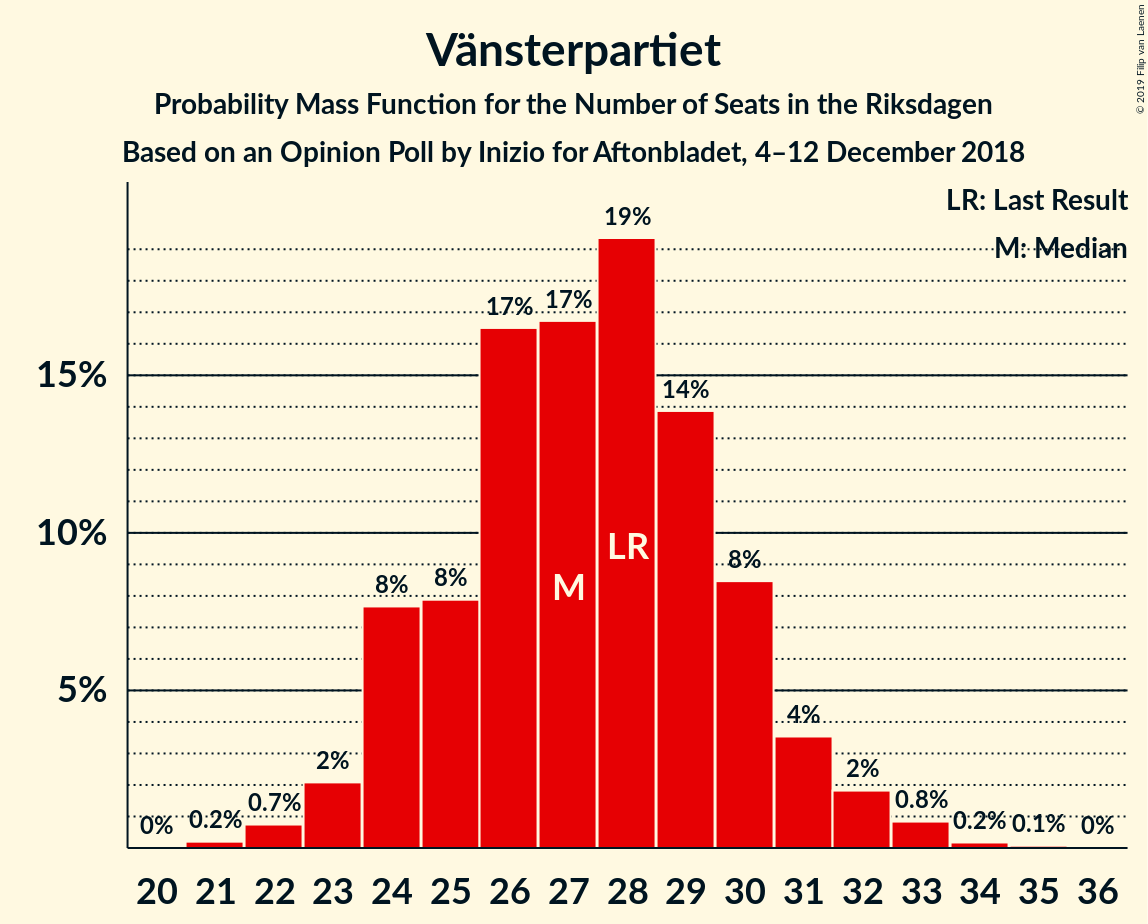 Vänsterpartiet
Probability Mass Function for the Number of Seats in the Riksdagen
Based on an Opinion Poll by Inizio for Aftonbladet, 4–12 December 2018
© 2019 Filip van Laenen
LR: Last Result
M: Median
15%
10%
5%
0%
0.2%
0.7%
2%
8%
8%
17%
17%
19%
14%
8%
4%
2%
0.8%
0.2%
0.1%
0%
M
LR
20 21 22 23 24 25 26 27 28 29 30 31 32 33 34 35 36